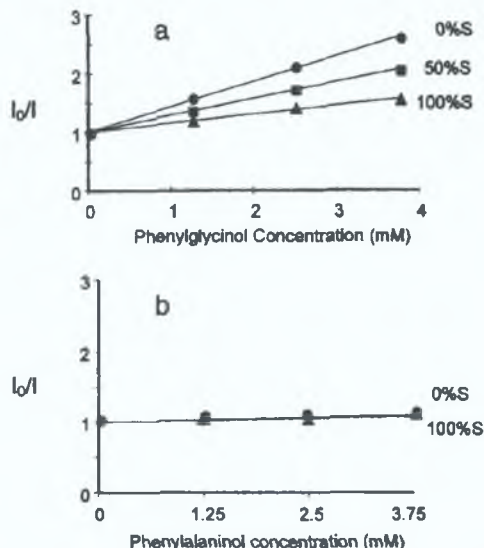 a
3
0%S
50%S
2
100%S
I₀/I
1
0
0 1 2 3 4
Phenylglycinol Concentration (mM)
b
3
2
I₀/I
0%S
1
100%S
0
0 1.25 2.5 3.75
Phenylalaninol concentration (mM)